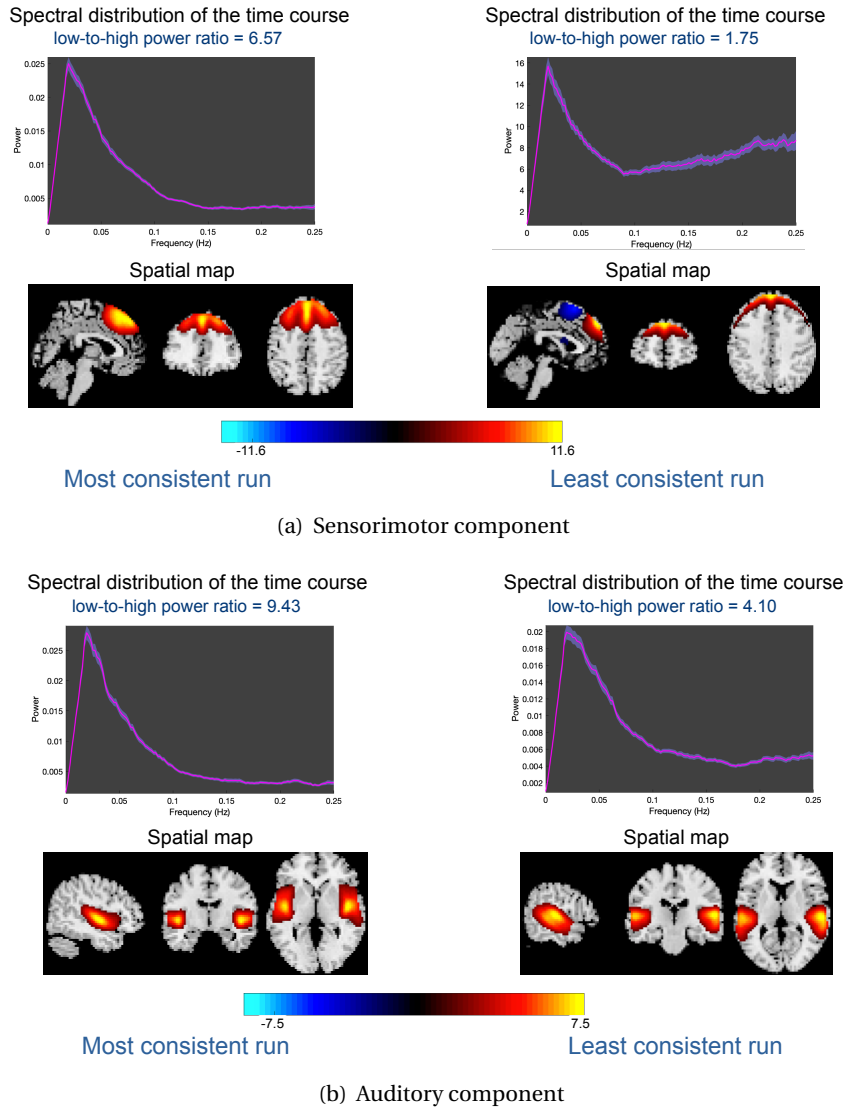 Spectral distribution of the time course
low-to-high power ratio = 6.57
0.025
0.02
0.015
0.01
0.005
Power
0
0.05
0.1
0.15
0.2
0.25
Frequency (Hz)
Spatial map
Spectral distribution of the time course
low-to-high power ratio = 1.75
16
14
12
10
8
6
4
2
Power
0
0.05
0.1
0.15
0.2
0.25
Frequency (Hz)
Spatial map
-11.6
11.6
Most consistent run
Least consistent run
(a) Sensorimotor component
Spectral distribution of the time course
low-to-high power ratio = 9.43
0.025
0.02
0.015
0.01
0.005
Power
0
0.05
0.1
0.15
0.2
0.25
Frequency (Hz)
Spatial map
Spectral distribution of the time course
low-to-high power ratio = 4.10
0.02
0.018
0.016
0.014
0.012
0.01
0.008
0.006
0.004
0.002
Power
0
0.05
0.1
0.15
0.2
0.25
Frequency (Hz)
Spatial map
-7.5
7.5
Most consistent run
Least consistent run
(b) Auditory component